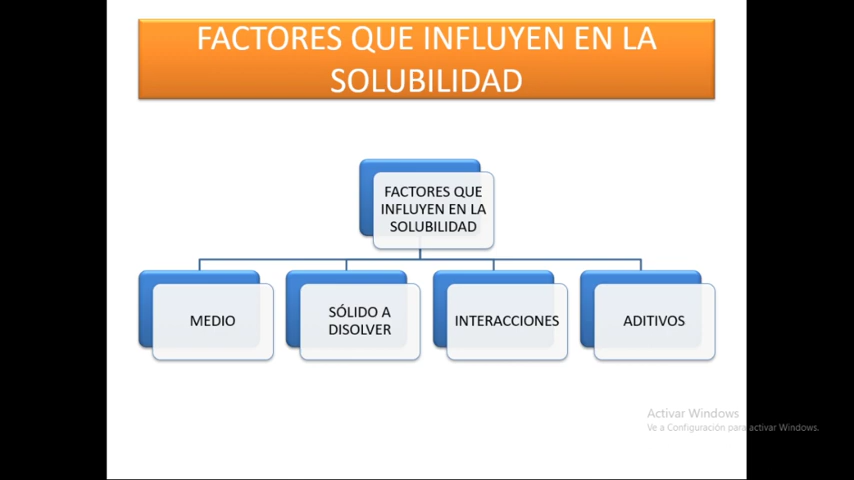 FACTORES QUE INFLUYEN EN LA
SOLUBILIDAD
FACTORES QUE
INFLUYEN EN LA
SOLUBILIDAD
MEDIO
SÓLIDO A
DISOLVER
INTERACCIONES
ADITIVOS
Activar Windows
Ve a Configuración para activar Windows.